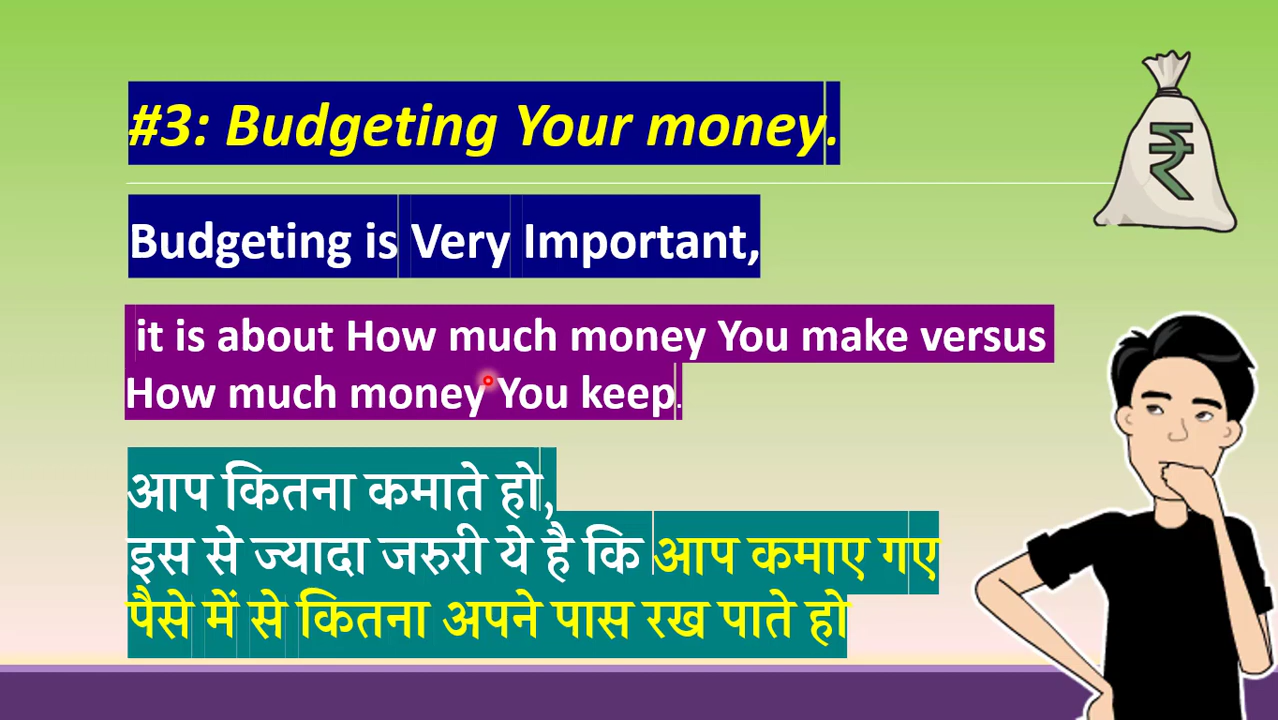 #3: Budgeting Your money.
₹
Budgeting is Very Important,
it is about How much money You make versus
How much money You keep.
आप कितना कमाते हो,
इस से ज्यादा जरुरी ये है कि आप कमाए गए
पैसे में से कितना अपने पास रख पाते हो